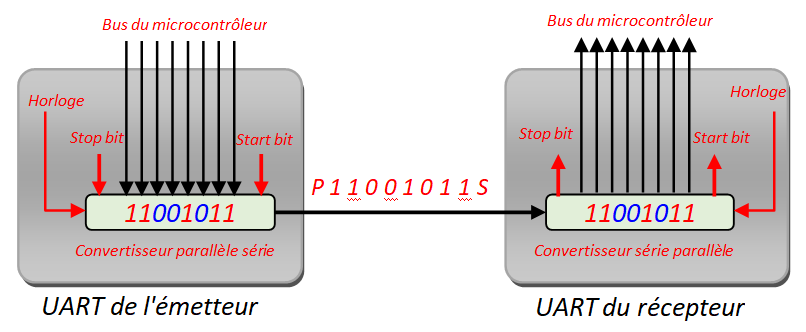 Bus du microcontrôleur
Horloge
Stop bit
Start bit
11001011
Convertisseur parallèle série
UART de l'émetteur
P 1 1 0 0 1 0 1 1 S
Bus du microcontrôleur
Horloge
Stop bit
Start bit
11001011
Convertisseur série parallèle
UART du récepteur